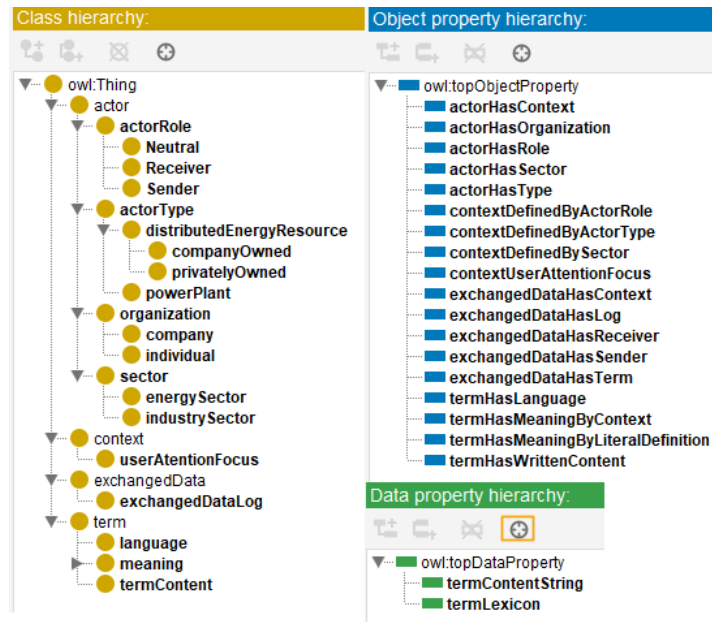 Class hierarchy:
owl:Thing
actor
actorRole
Neutral
Receiver
Sender
actorType
distributedEnergyResource
companyOwned
privatelyOwned
powerPlant
organization
company
individual
sector
energySector
industrySector
context
userAtentionFocus
exchangedData
exchangedDataLog
term
language
meaning
termContent
Object property hierarchy:
owl:topObjectProperty
actorHasContext
actorHasOrganization
actorHasRole
actorHasSector
actorHasType
contextDefinedByActorRole
contextDefinedByActorType
contextDefinedBySector
contextUserAttentionFocus
exchangedDataHasContext
exchangedDataHasLog
exchangedDataHasReceiver
exchangedDataHasSender
exchangedDataHasTerm
termHasLanguage
termHasMeaningByContext
termHasMeaningByLiteralDefinition
termHasWrittenContent
Data property hierarchy:
owl:topDataProperty
termContentString
termLexicon